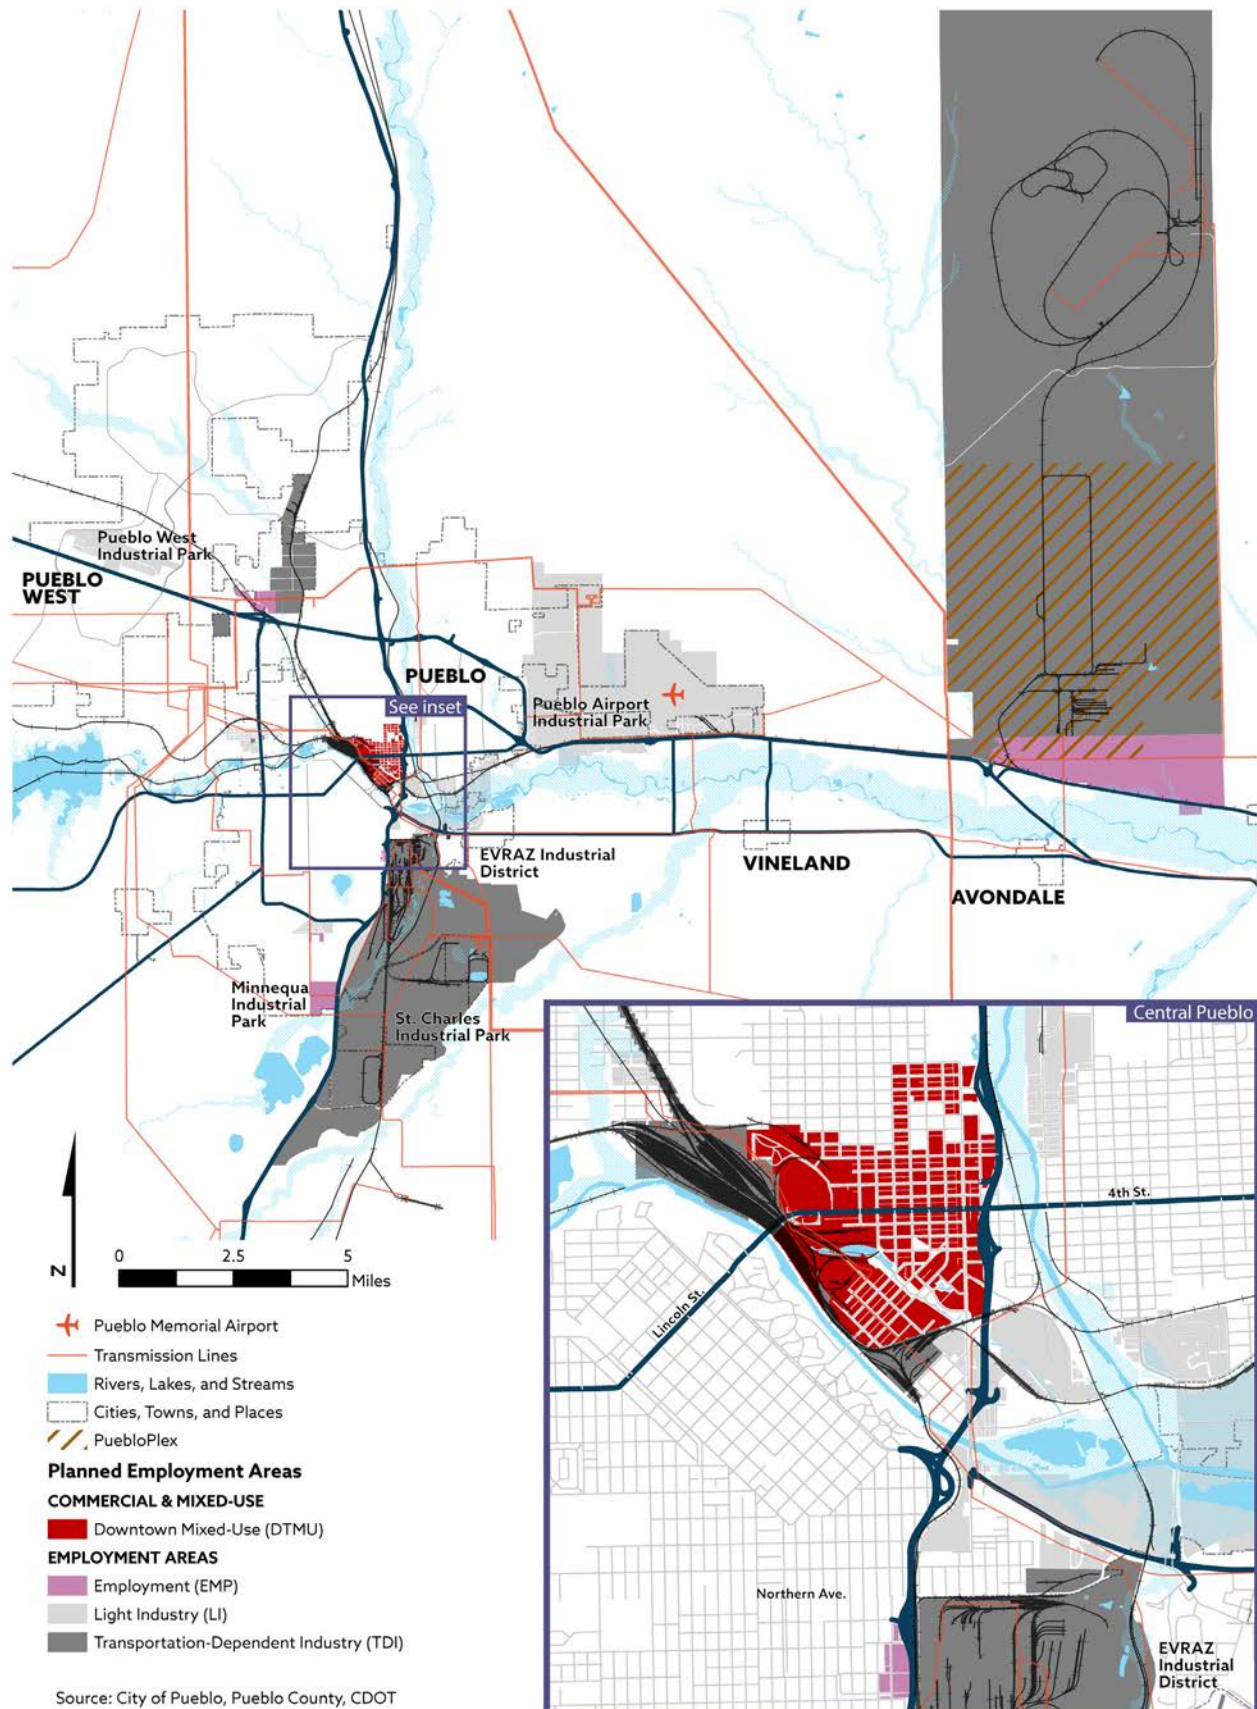 Pueblo West
Industrial Park
PUEBLO
WEST
PUEBLO
See inset
Pueblo Airport
Industrial Park
EVRAZ Industrial
District
VINELAND
AVONDALE
Minnequa
Industrial
Park
St. Charles
Industrial Park
Central Pueblo
4th St.
Lincoln St.
Northern Ave.
EVRAZ
Industrial
District
N
0 2.5 5
Miles
Pueblo Memorial Airport
Transmission Lines
Rivers, Lakes, and Streams
Cities, Towns, and Places
PuebloPlex
Planned Employment Areas
COMMERCIAL & MIXED-USE
Downtown Mixed-Use (DTMU)
EMPLOYMENT AREAS
Employment (EMP)
Light Industry (LI)
Transportation-Dependent Industry (TDI)
Source: City of Pueblo, Pueblo County, CDOT